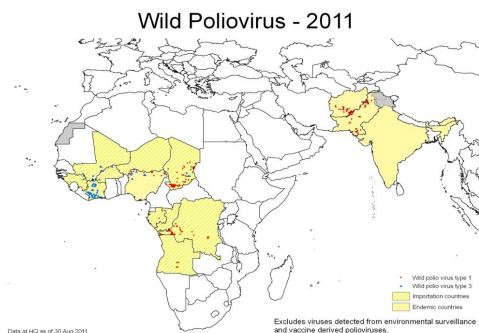 Wild Poliovirus - 2011
Wild polio virus type 1
Wild polio virus type 3
Importation countries
Endemic countries
Data at HQ as of 30 Aug 2011
Excludes viruses detected from environmental surveillance
and vaccine derived polioviruses.